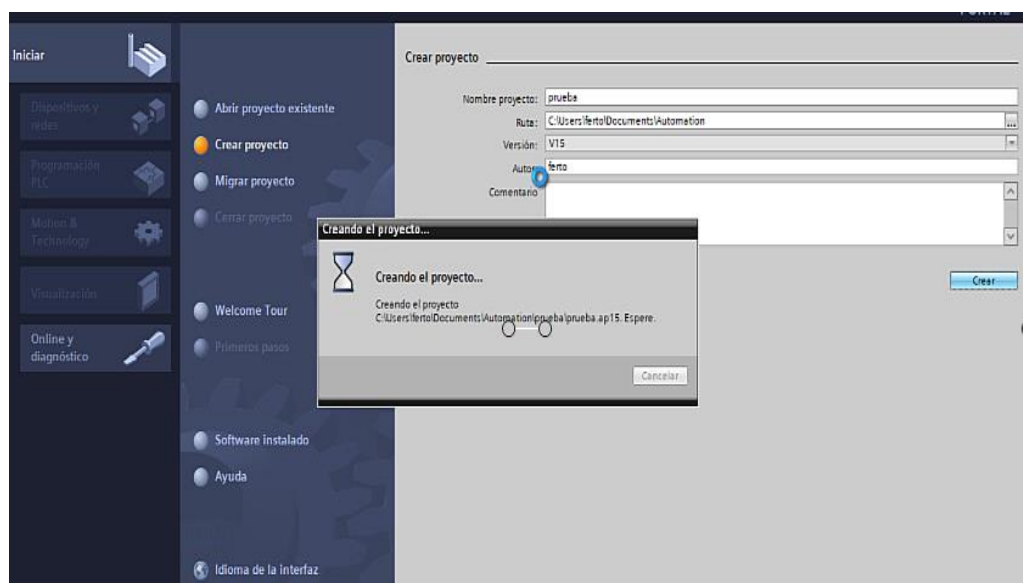 Iniciar
Dispositivos y
redes
Programación
PLC
Motion &
Technology
Visualización
Online y
diagnóstico
Abrir proyecto existente
Crear proyecto
Migrar proyecto
Cerrar proyecto
Welcome Tour
Primeros pasos
Software instalado
Ayuda
Idioma de la interfaz
Crear proyecto
Nombre proyecto: prueba
Ruta: C:\Users\ferto\Documents\Automation
...
Versión: V15
ferto
Comentario
Crear
Creando el proyecto...
Creando el proyecto...
Creando el proyecto
C:\Users\ferto\Documents\Automation\prueba\prueba.ap15. Espere.
Cancelar